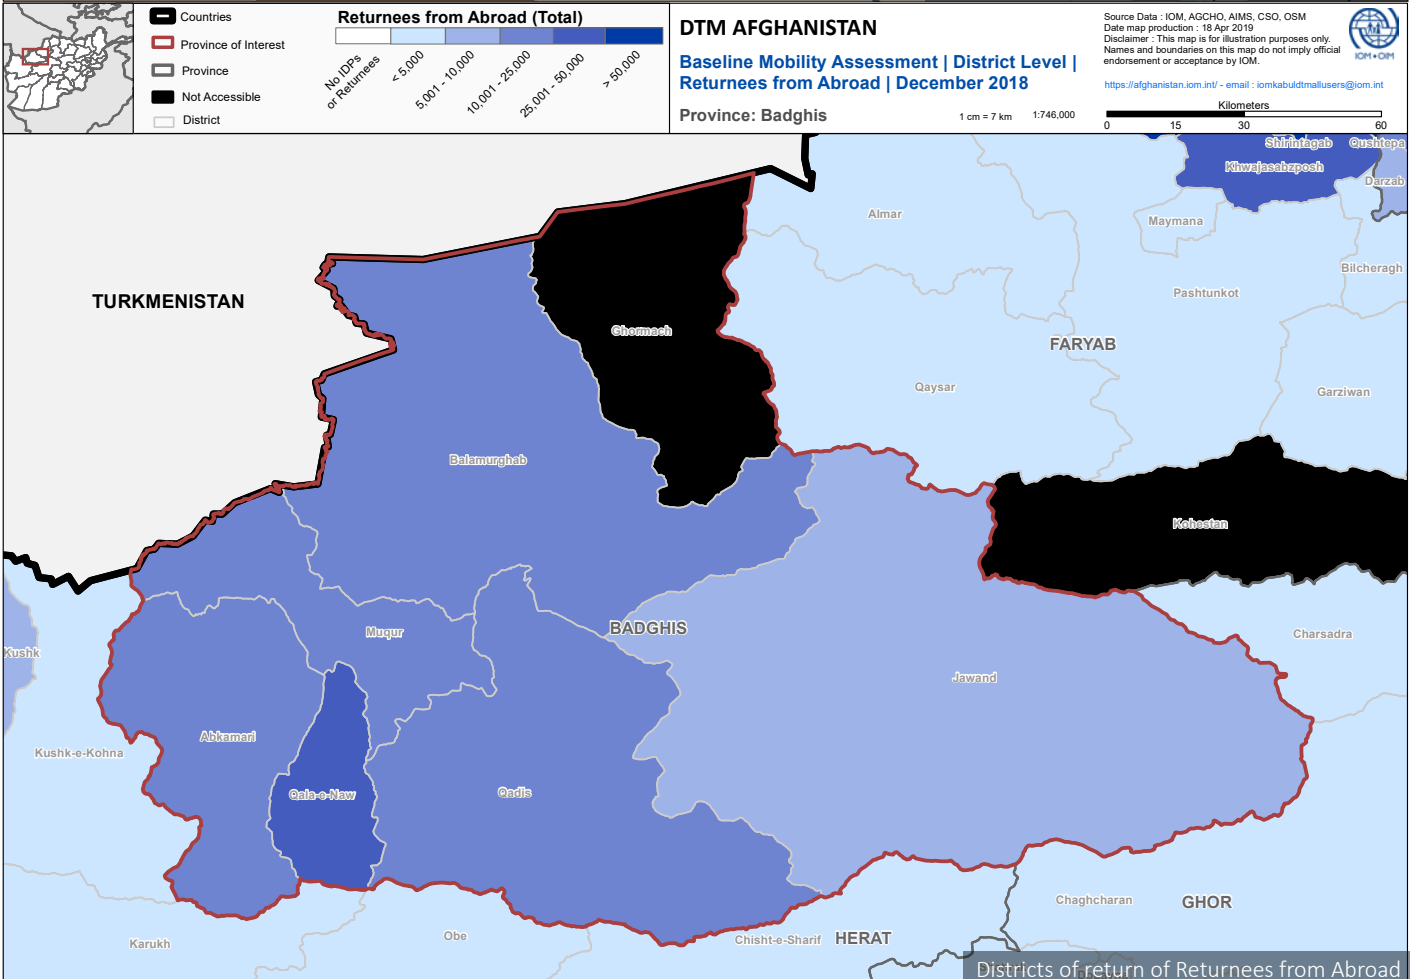 Countries
Province of Interest
Province
Not Accessible
District
Returnees from Abroad (Total)
No IDPs
or Returnees
< 5,000
5,001 - 10,000
10,001 - 25,000
25,001 - 50,000
> 50,000
DTM AFGHANISTAN
Baseline Mobility Assessment | District Level |
Returnees from Abroad | December 2018
Province: Badghis
1 cm = 7 km
1:746,000
Source Data : IOM, AGCHO, AIMS, CSO, OSM
Date map production : 18 Apr 2019
Disclaimer : This map is for illustration purposes only.
Names and boundaries on this map do not imply official
endorsement or acceptance by IOM.
https://afghanistan.iom.int/ - email : iomkabuldtmallusers@iom.int
IOM • OIM
Kilometers
0 15 30 60
Shirintagab
Qushtepa
Khwajasabzposh
Darzab
Almar
Maymana
Bilcheragh
Pashtunkot
TURKMENISTAN
Ghormach
FARYAB
Qaysar
Garziwan
Balamurghab
Kohestan
Muqur
BADGHIS
Charsadra
Kushk
Jawand
Abkamari
Kushk-e-Kohna
Qala-e-Naw
Qadis
Chaghcharan
GHOR
Karukh
Obe
Chisht-e-Sharif
HERAT
Districts of return of Returnees from Abroad